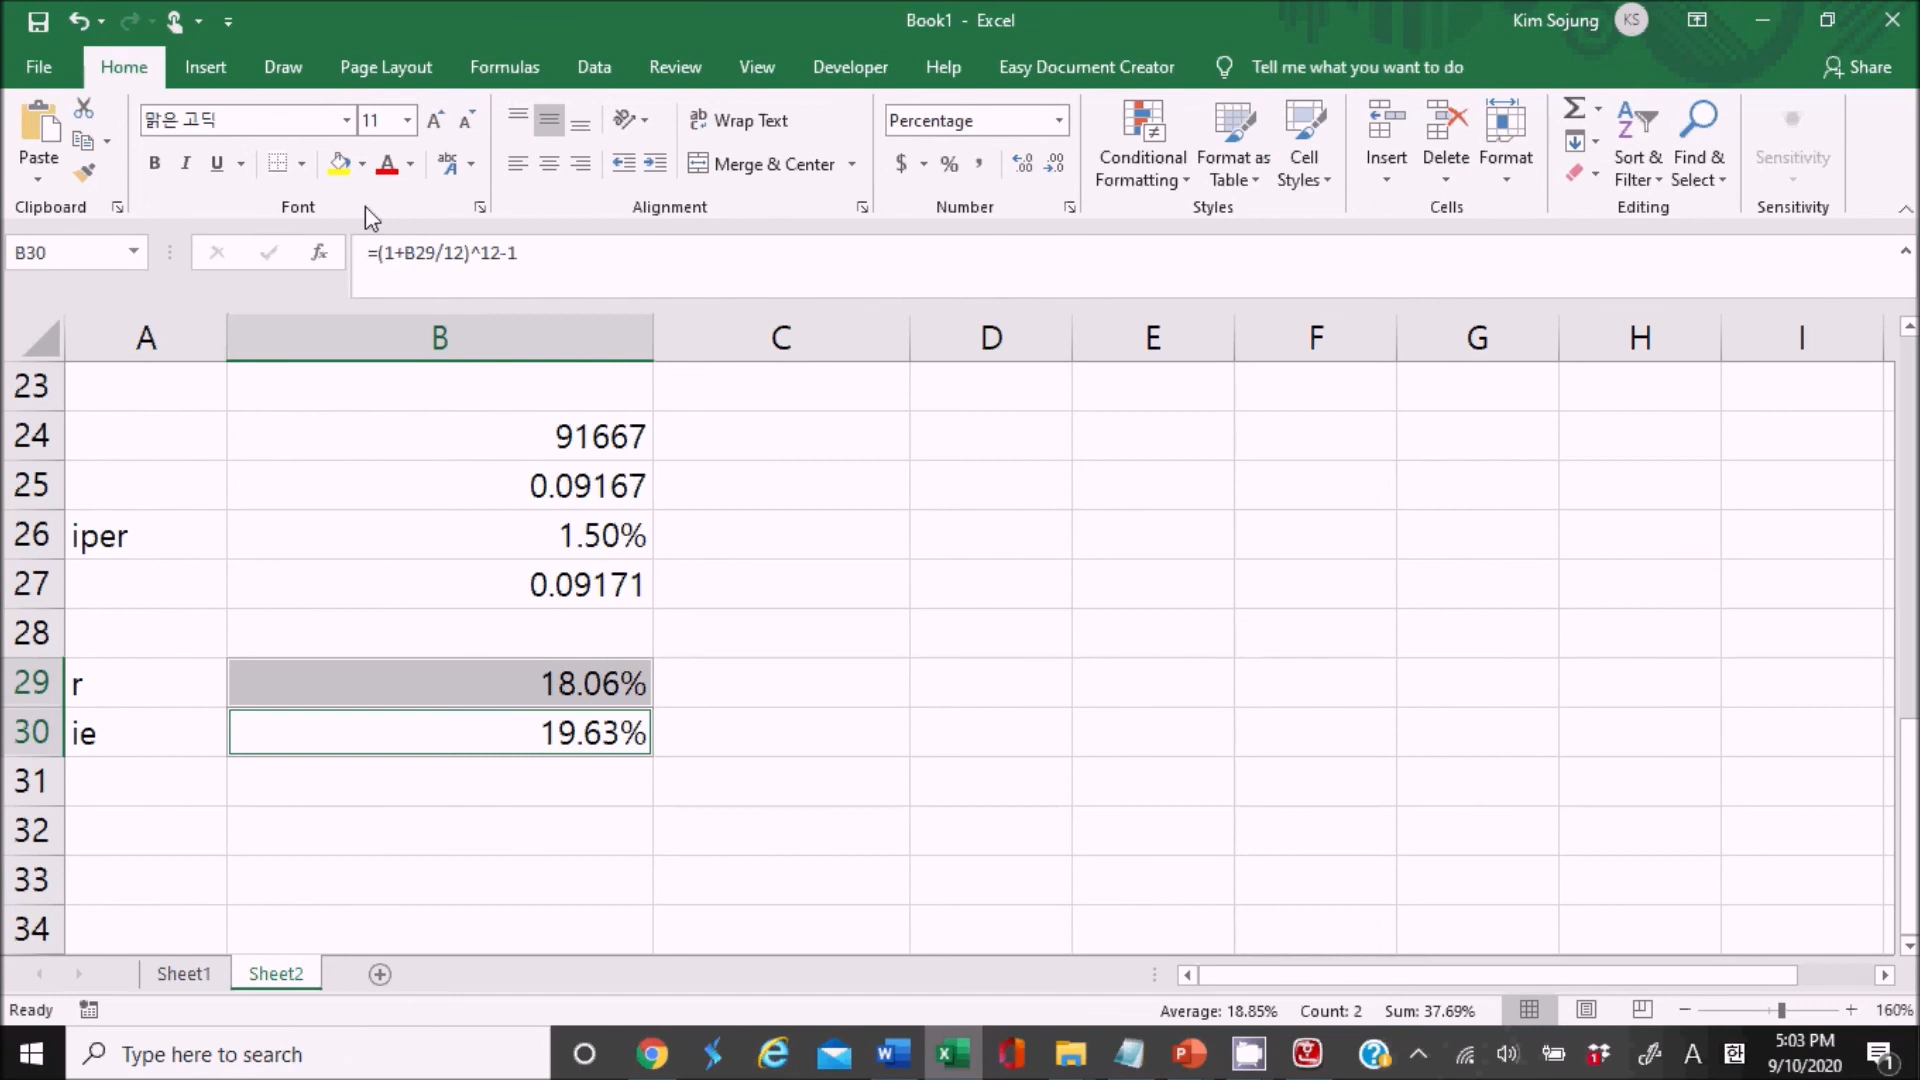 Book1 - Excel
Kim Sojung KS
File Home Insert Draw Page Layout Formulas Data Review View Developer Help Easy Document Creator Tell me what you want to do Share
맑은 고딕 11 Wrap Text Percentage
Paste B I U abc Merge & Center $ % Conditional Formatting Format as Table Cell Styles Insert Delete Format Sort & Filter Find & Select Sensitivity
Clipboard Font Alignment Number Styles Cells Editing Sensitivity
B30 fx =(1+B29/12)^12-1
A B C D E F G H I
23
24 91667
25 0.09167
26 iper 1.50%
27 0.09171
28
29 r 18.06%
30 ie 19.63%
31
32
33
34
Sheet1 Sheet2
Ready Average: 18.85% Count: 2 Sum: 37.69% 160%
Type here to search A 한 5:03 PM
9/10/2020 1